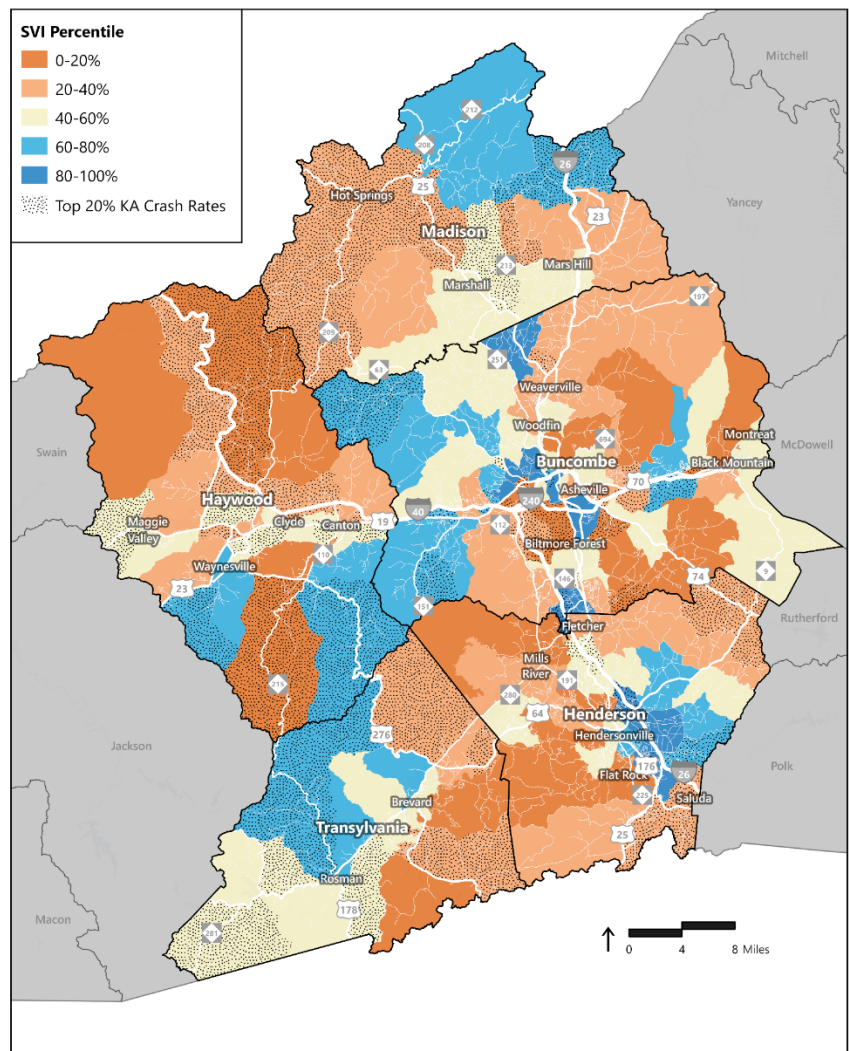 SVI Percentile
0-20%
20-40%
40-60%
60-80%
80-100%
Top 20% KA Crash Rates
Mitchell
212
208
26
25
Hot Springs
Yancey
23
Madison
213
Mars Hill
Marshall
197
209
63
251
Weaverville
Woodfin
694
Montreat
McDowell
Swain
Buncombe
70
Black Mountain
Haywood
Asheville
240
40
19
Clyde
Canton
Maggie
Valley
112
Biltmore Forest
110
Waynesville
74
9
23
146
151
Rutherford
Fletcher
Mills
River
215
191
280
64
Henderson
Jackson
276
Hendersonville
176
26
Polk
Flat Rock
225
Saluda
Brevard
Transylvania
25
Rosman
178
Macon
281
0
4
8 Miles